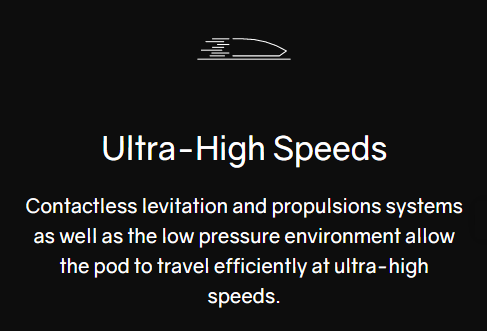 Ultra-High Speeds
Contactless levitation and propulsions systems
as well as the low pressure environment allow
the pod to travel efficiently at ultra-high
speeds.